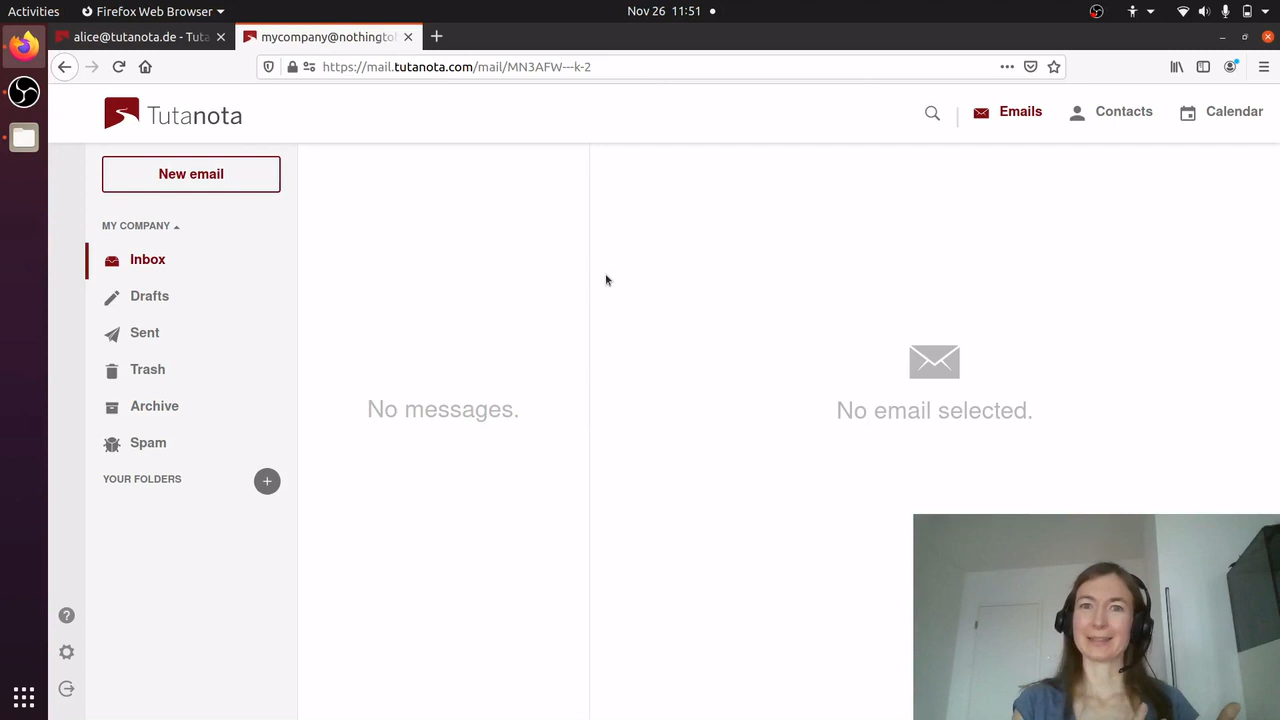 Activities
Firefox Web Browser
Nov 26 11:51
alice@tutanota.de - Tuta
mycompany@nothingto
https://mail.tutanota.com/mail/MN3AFW---k-2
Tutanota
Emails
Contacts
Calendar
New email
MY COMPANY
Inbox
Drafts
Sent
Trash
Archive
Spam
YOUR FOLDERS
No messages.
No email selected.